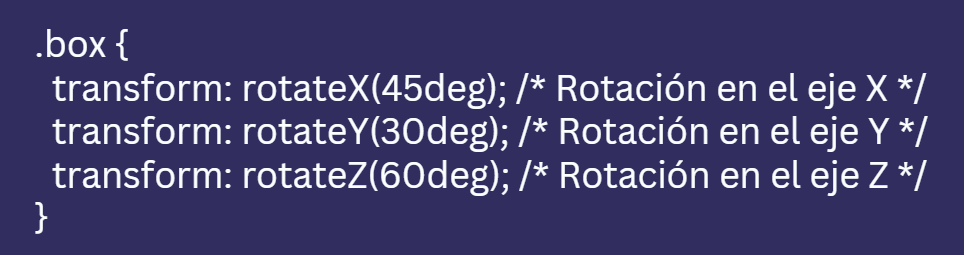 .box {
  transform: rotateX(45deg); /* Rotación en el eje X */
  transform: rotateY(30deg); /* Rotación en el eje Y */
  transform: rotateZ(60deg); /* Rotación en el eje Z */
}